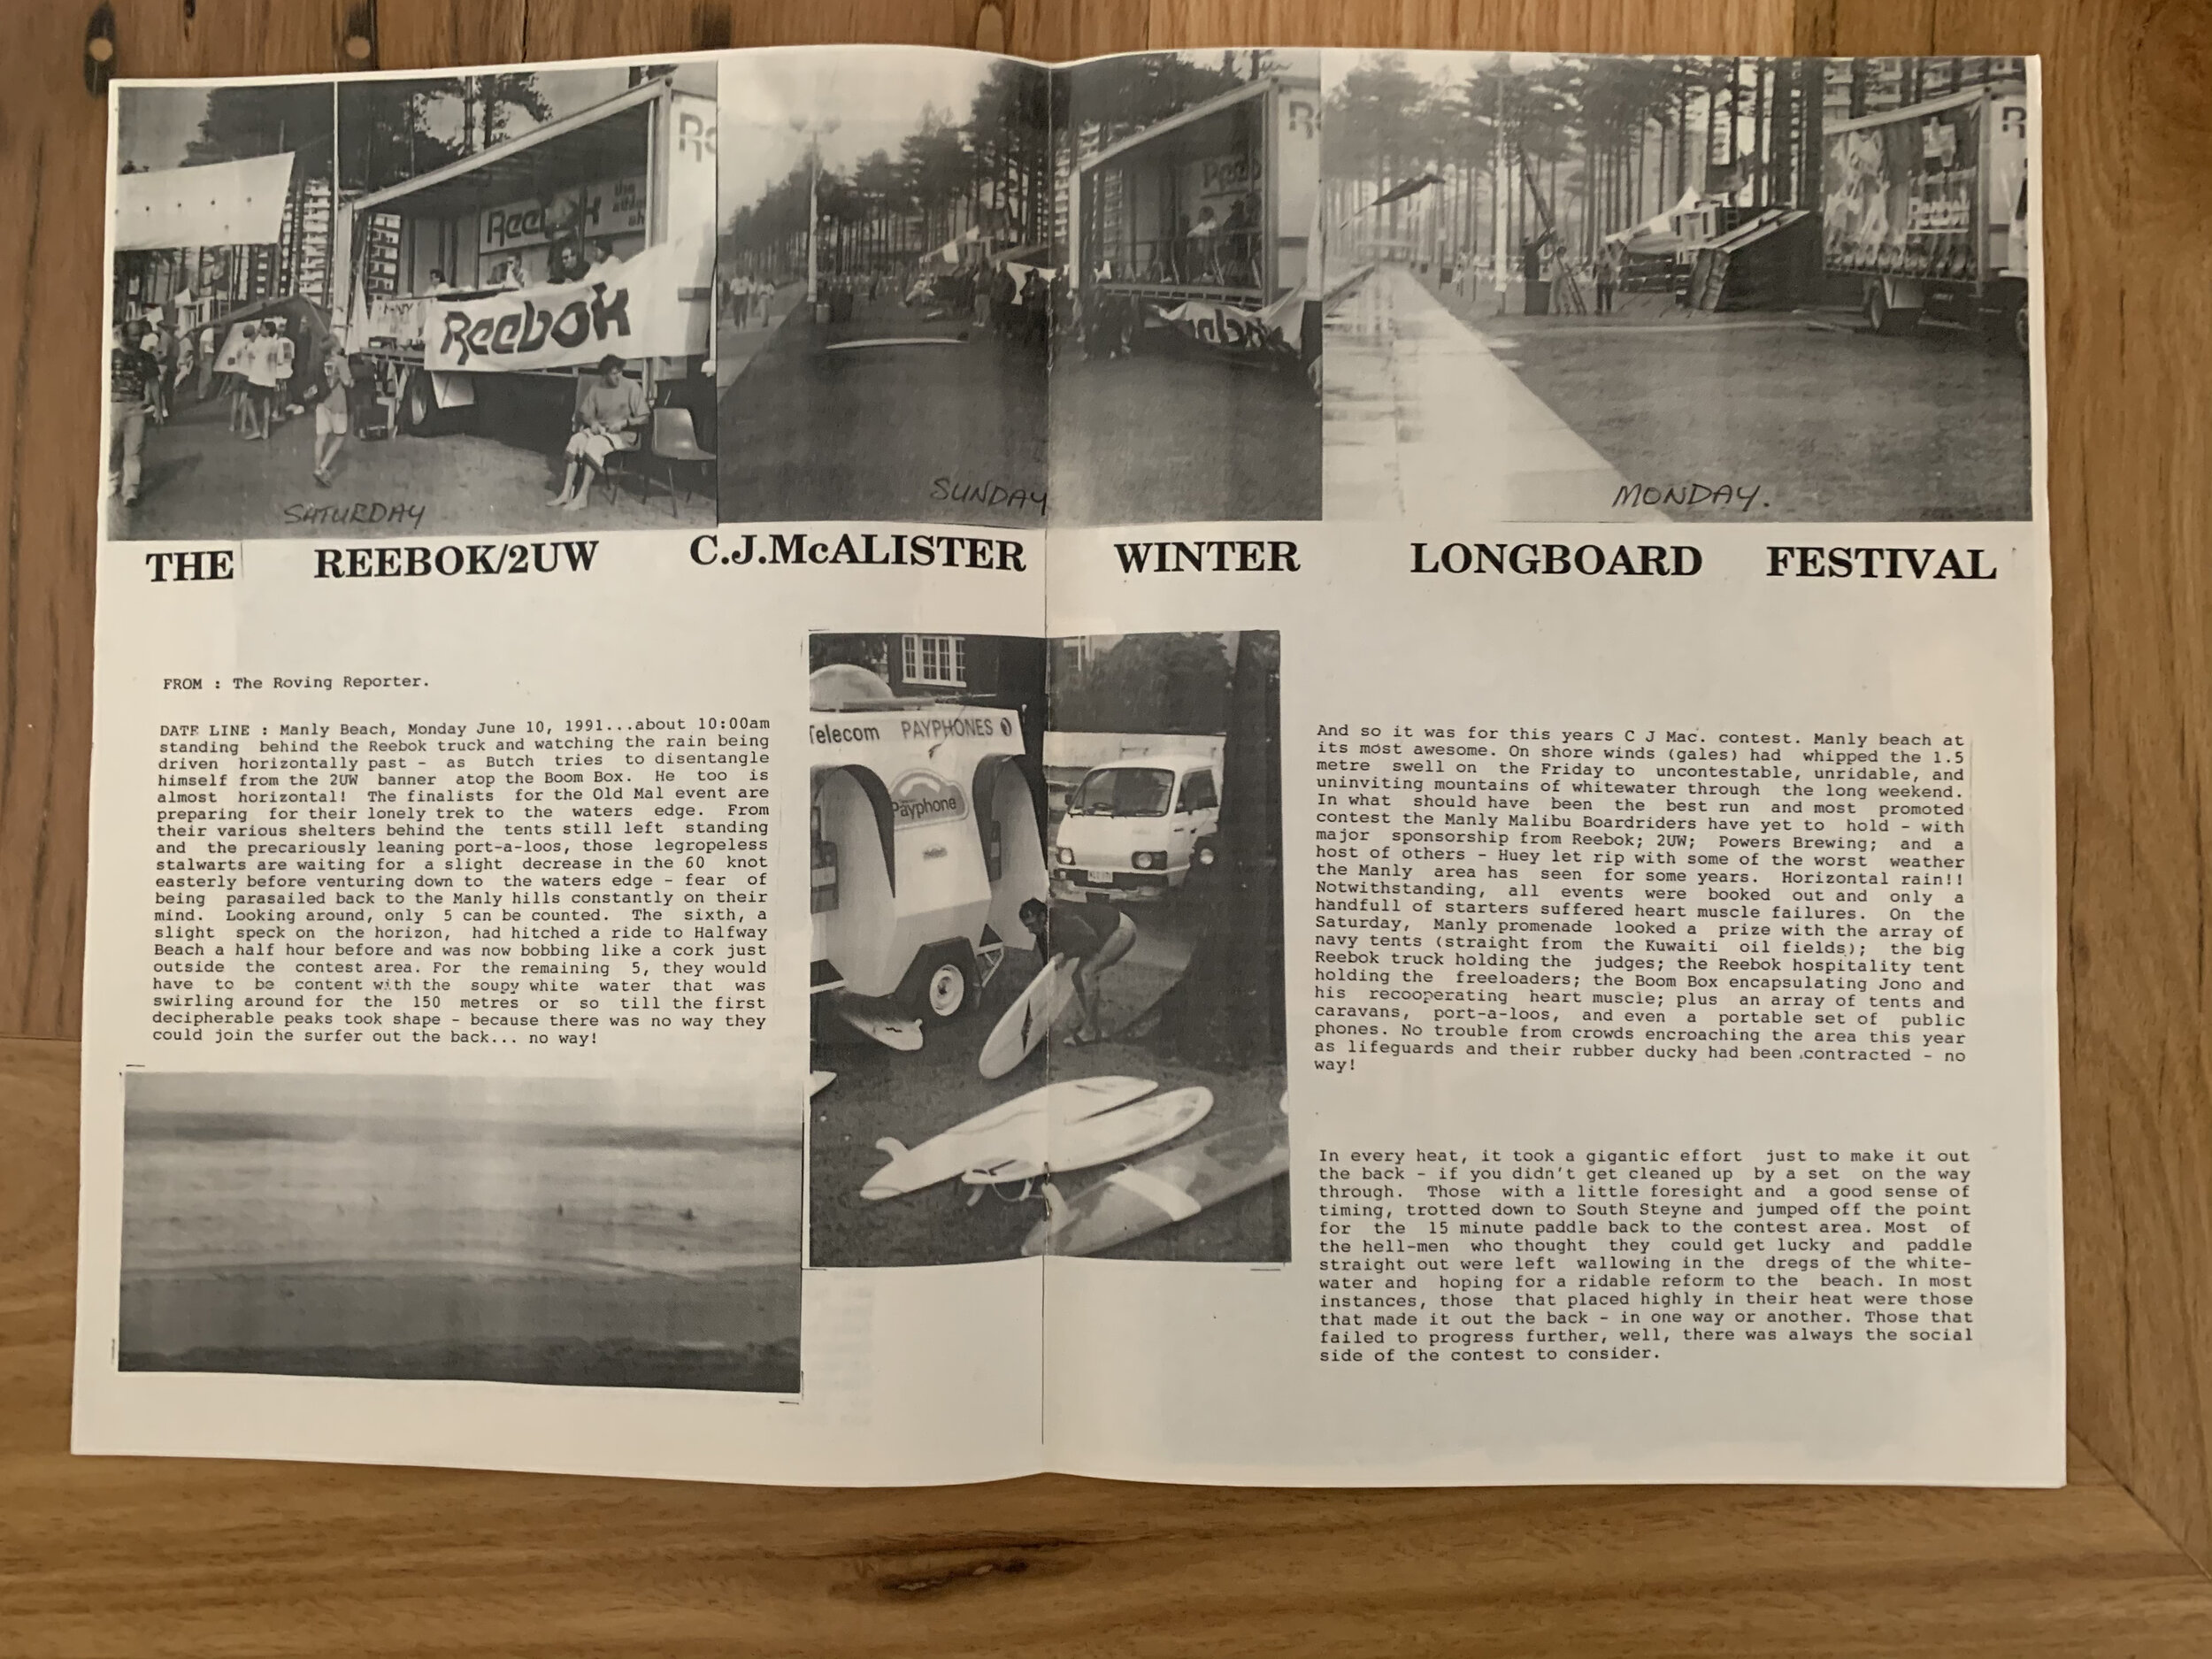 Reebok
the
Reebok
SATURDAY
SUNDAY
MONDAY.
THE REEBOK/2UW C.J.McALISTER WINTER LONGBOARD FESTIVAL
FROM : The Roving Reporter.
DATE LINE : Manly Beach, Monday June 10, 1991...about 10:00am
standing behind the Reebok truck and watching the rain being
driven horizontally past - as Butch tries to disentangle
himself from the 2UW banner atop the Boom Box. He too is
almost horizontal! The finalists for the Old Mal event are
preparing for their lonely trek to the waters edge. From
their various shelters behind the tents still left standing
and the precariously leaning port-a-loos, those legropeless
stalwarts are waiting for a slight decrease in the 60 knot
easterly before venturing down to the waters edge - fear of
being parasailed back to the Manly hills constantly on their
mind. Looking around, only 5 can be counted. The sixth, a
slight speck on the horizon, had hitched a ride to Halfway
Beach a half hour before and was now bobbing like a cork just
outside the contest area. For the remaining 5, they would
have to be content with the soupy white water that was
swirling around for the 150 metres or so till the first
decipherable peaks took shape - because there was no way they
could join the surfer out the back... no way!
Telecom PAYPHONES
Payphone
And so it was for this years C J Mac. contest. Manly beach at
its most awesome. On shore winds (gales) had whipped the 1.5
metre swell on the Friday to uncontestable, unridable, and
uninviting mountains of whitewater through the long weekend.
In what should have been the best run and most promoted
contest the Manly Malibu Boardriders have yet to hold - with
major sponsorship from Reebok; 2UW; Powers Brewing; and a
host of others - Huey let rip with some of the worst weather
the Manly area has seen for some years. Horizontal rain!!
Notwithstanding, all events were booked out and only a
handfull of starters suffered heart muscle failures. On the
Saturday, Manly promenade looked a prize with the array of
navy tents (straight from the Kuwaiti oil fields); the big
Reebok truck holding the judges; the Reebok hospitality tent
holding the freeloaders; the Boom Box encapsulating Jono and
his recooperating heart muscle; plus an array of tents and
caravans, port-a-loos, and even a portable set of public
phones. No trouble from crowds encroaching the area this year
as lifeguards and their rubber ducky had been contracted - no
way!
In every heat, it took a gigantic effort just to make it out
the back - if you didn't get cleaned up by a set on the way
through. Those with a little foresight and a good sense of
timing, trotted down to South Steyne and jumped off the point
for the 15 minute paddle back to the contest area. Most of
the hell-men who thought they could get lucky and paddle
straight out were left wallowing in the dregs of the white-
water and hoping for a ridable reform to the beach. In most
instances, those that placed highly in their heat were those
that made it out the back - in one way or another. Those that
failed to progress further, well, there was always the social
side of the contest to consider.